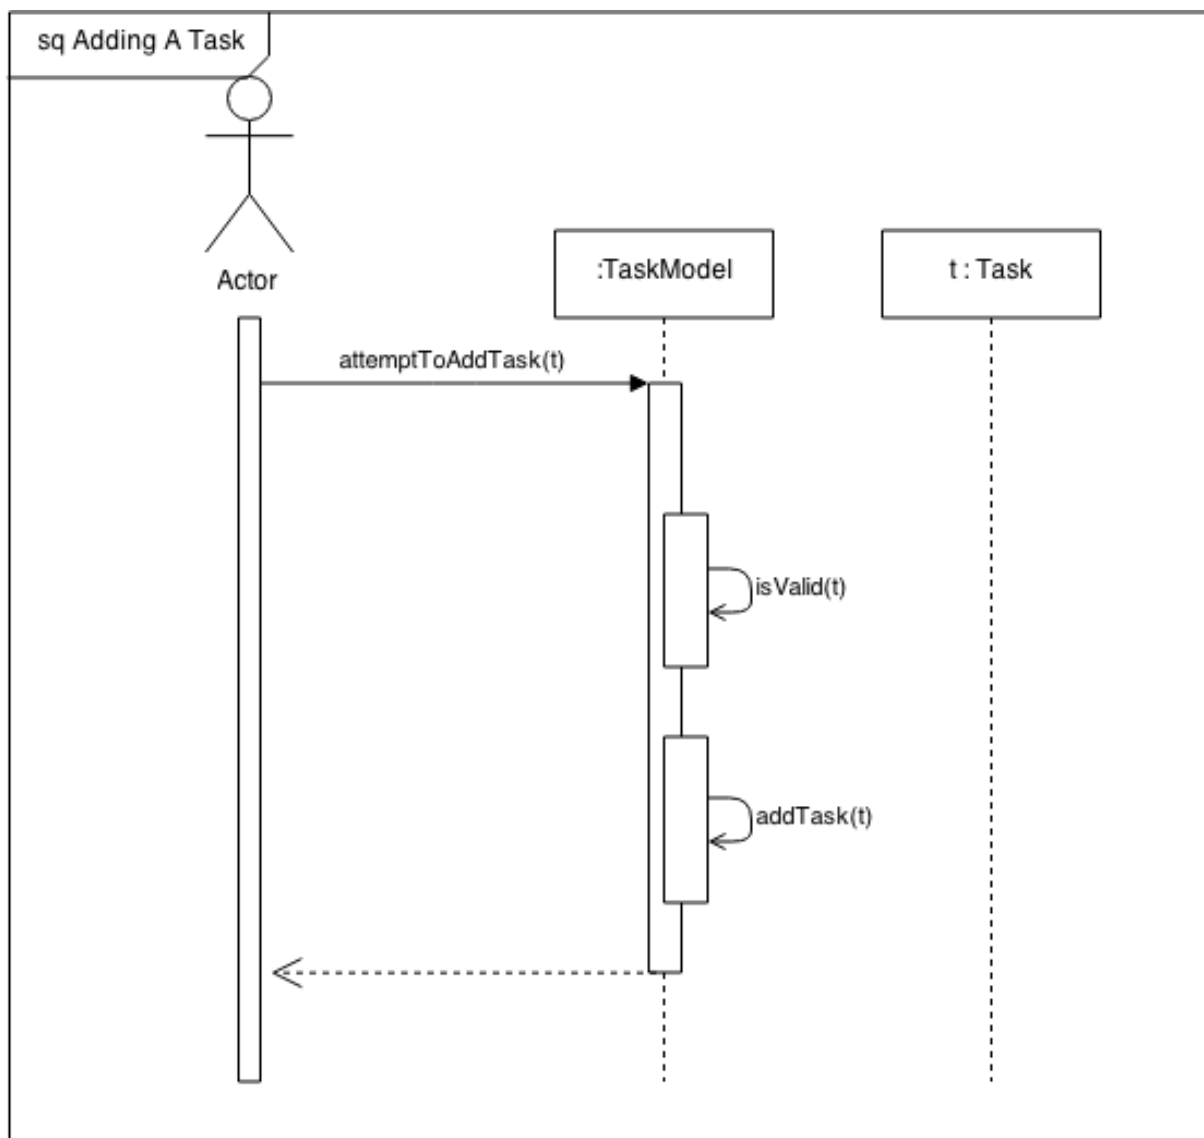 sq Adding A Task
Actor
:TaskModel
t : Task
attemptToAddTask(t)
isValid(t)
addTask(t)